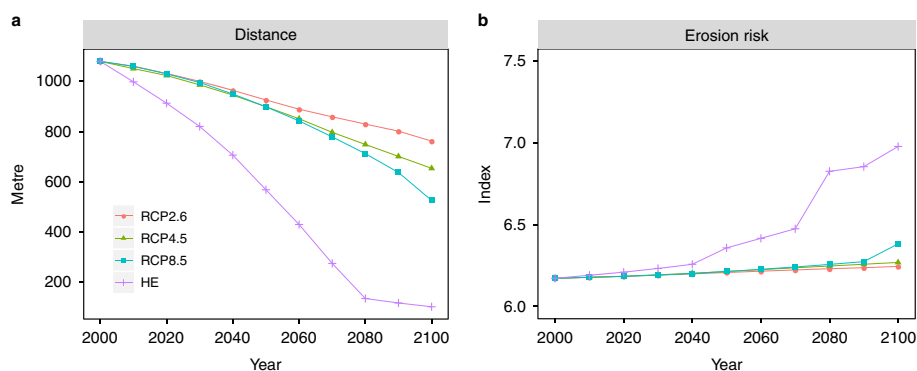 a
Distance
Metre
1000
800
600
400
200
RCP2.6
RCP4.5
RCP8.5
HE
2000 2020 2040 2060 2080 2100
Year
b
Erosion risk
Index
7.5
7.0
6.5
6.0
2000 2020 2040 2060 2080 2100
Year